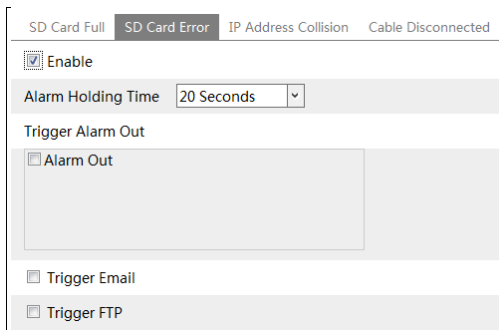 SD Card Full SD Card Error IP Address Collision Cable Disconnected
Enable
Alarm Holding Time 20 Seconds
Trigger Alarm Out
Alarm Out
Trigger Email
Trigger FTP